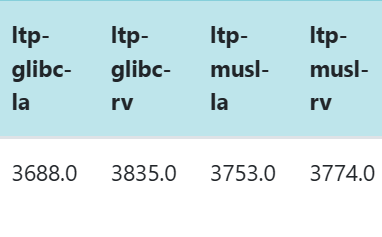 ltp- ltp- ltp- ltp-
glibc- glibc- musl- musl-
la rv la rv
3688.0 3835.0 3753.0 3774.0